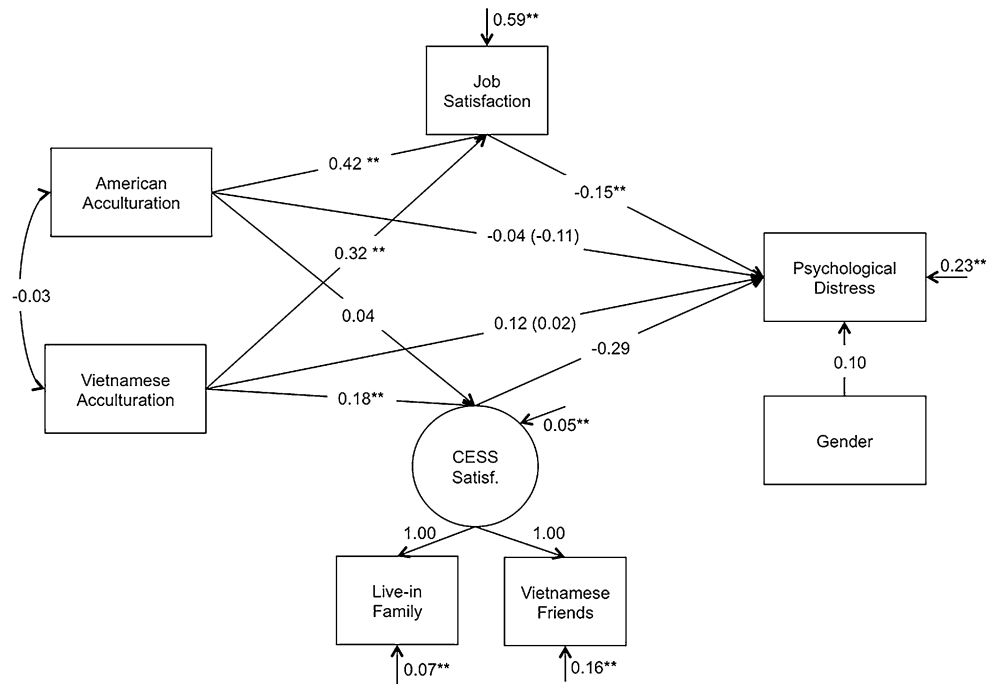 0.59**
Job
Satisfaction
American
Acculturation
0.42 **
-0.15**
-0.04 (-0.11)
0.32 **
Psychological
Distress
0.23**
-0.03
0.04
0.12 (0.02)
-0.29
0.10
Vietnamese
Acculturation
0.18**
0.05**
Gender
CESS
Satisf.
1.00
1.00
Live-in
Family
Vietnamese
Friends
0.07**
0.16**